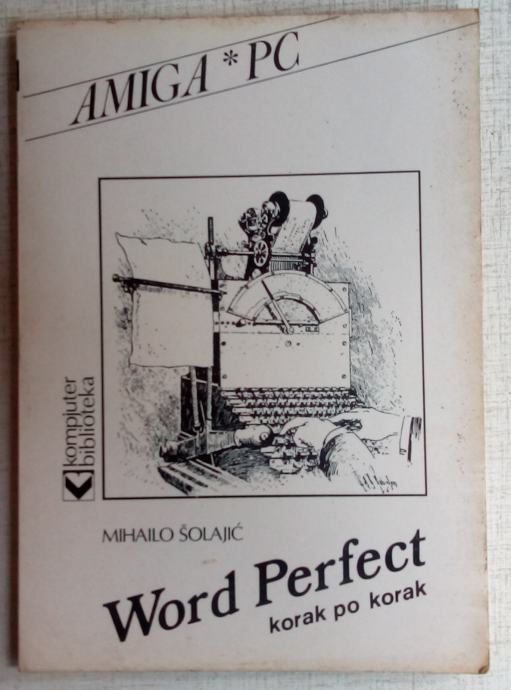 AMIGA * PC
kompjuter
biblioteka
MIHAILO ŠOLAJIĆ
Word Perfect
korak po korak